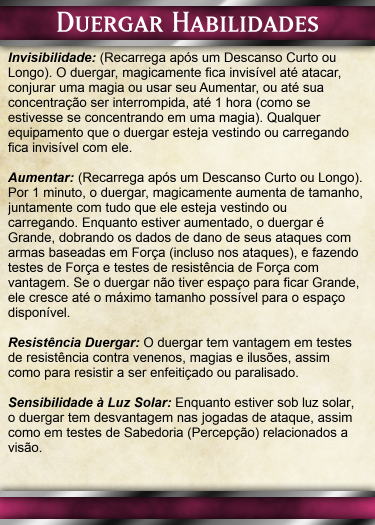 Duergar Habilidades
Invisibilidade: (Recarrega após um Descanso Curto ou
Longo). O duergar, magicamente fica invisível até atacar,
conjurar uma magia ou usar seu Aumentar, ou até sua
concentração ser interrompida, até 1 hora (como se
estivesse se concentrando em uma magia). Qualquer
equipamento que o duergar esteja vestindo ou carregando
fica invisível com ele.
Aumentar: (Recarrega após um Descanso Curto ou Longo).
Por 1 minuto, o duergar, magicamente aumenta de tamanho,
juntamente com tudo que ele esteja vestindo ou
carregando. Enquanto estiver aumentado, o duergar é
Grande, dobrando os dados de dano de seus ataques com
armas baseadas em Força (incluso nos ataques), e fazendo
testes de Força e testes de resistência de Força com
vantagem. Se o duergar não tiver espaço para ficar Grande,
ele cresce até o máximo tamanho possível para o espaço
disponível.
Resistência Duergar: O duergar tem vantagem em testes
de resistência contra venenos, magias e ilusões, assim
como para resistir a ser enfeitiçado ou paralisado.
Sensibilidade à Luz Solar: Enquanto estiver sob luz solar,
o duergar tem desvantagem nas jogadas de ataque, assim
como em testes de Sabedoria (Percepção) relacionados a
visão.